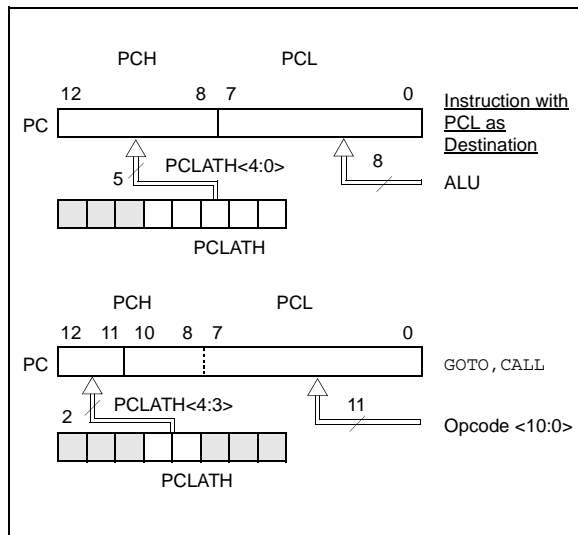 PCH PCL
12 8 7 0
PC
Instruction with
PCL as
Destination
5 PCLATH<4:0> 8
ALU
PCLATH
PCH PCL
12 11 10 8 7 0
PC GOTO, CALL
2 PCLATH<4:3> 11
Opcode <10:0>
PCLATH